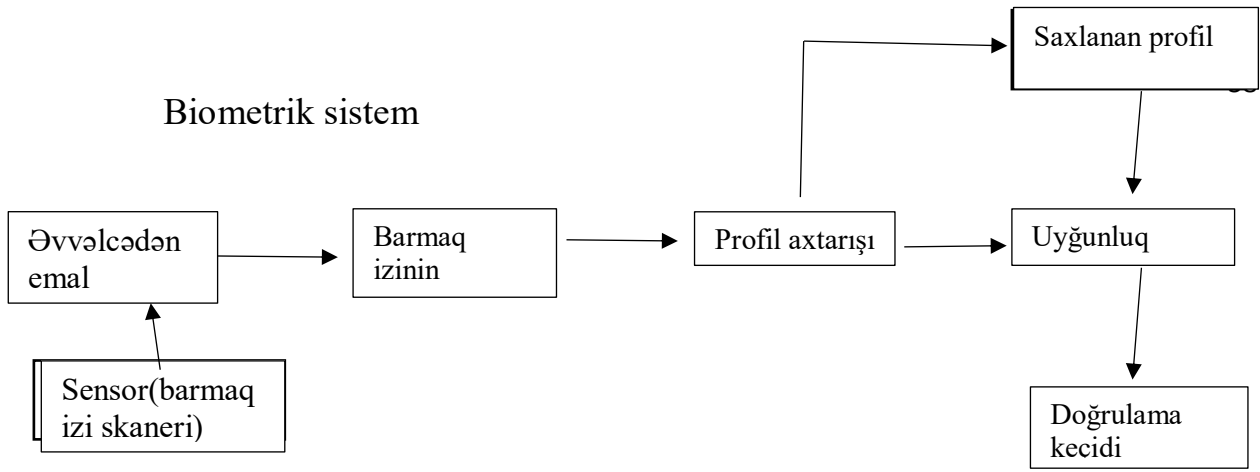 Saxlanan profil
Biometrik sistem
Əvvəlcədən
emal
Barmaq
izinin
Profil axtarışı
Uyğunluq
Sensor(barmaq
izi skaneri)
Doğrulama
kecidi